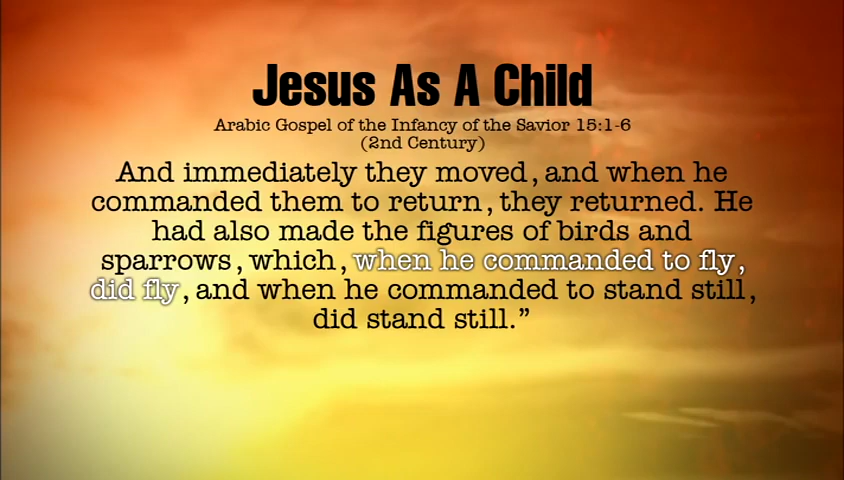 Jesus As A Child
Arabic Gospel of the Infancy of the Savior 15:1-6
(2nd Century)
And immediately they moved, and when he
commanded them to return, they returned. He
had also made the figures of birds and
sparrows, which, when he commanded to fly,
did fly, and when he commanded to stand still,
did stand still.”